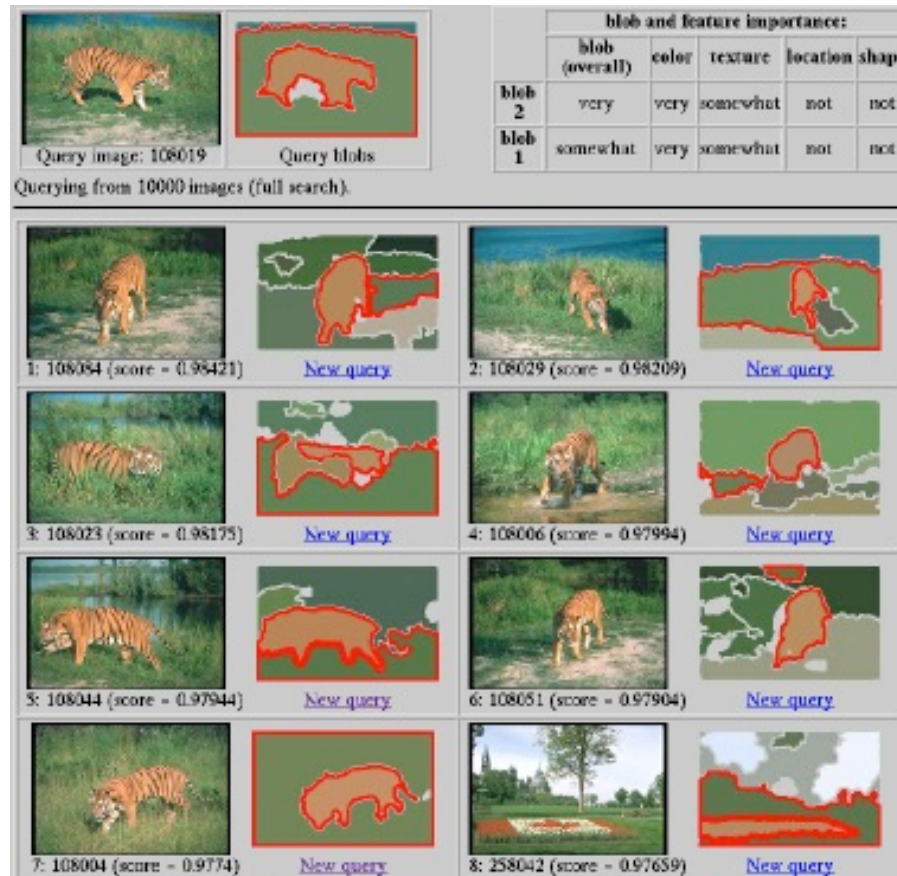 blob and feature importance:
blob (overall) color texture location shap
blob 2 very very somewhat not not
blob 1 somewhat very somewhat not not
Query image: 108019 Query blobs
Querying from 10000 images (full search).
1: 108084 (score = 0.98421) New query 2: 108029 (score = 0.98209) New query
3: 108023 (score = 0.98175) New query 4: 108006 (score = 0.97994) New query
5: 108044 (score = 0.97944) New query 6: 108051 (score = 0.97904) New query
7: 108004 (score = 0.9774) New query 8: 258042 (score = 0.97659) New query